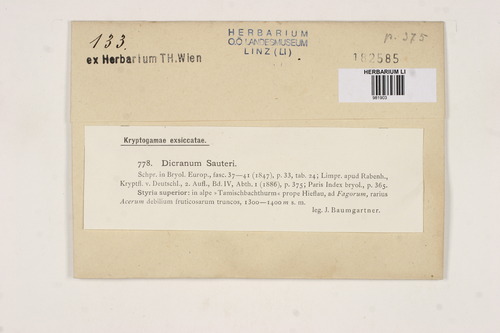 133.
ex Herbarium TH.Wien
HERBARIUM
O.Ö LANDESMUSEUM
LINZ (LI)
p. 375
182585
HERBARIUM LI
Kryptogamae exsiccatae.
778. Dicranum Sauteri.
Schpr. in Bryol. Europ., fasc. 37—41 (1847), p. 33, tab. 24; Limpr. apud Rabenh.,
Kryptfl. v. Deutschl., 2. Aufl., Bd. IV, Abth. 1 (1886), p. 375; Paris Index bryol., p. 365.
Styria superior: in alpe »Tamischbachthurm« prope Hieflau, ad Fagorum, rarius
Acerum debilium fruticosarum truncos, 1300—1400 m s. m.
leg. J. Baumgartner.